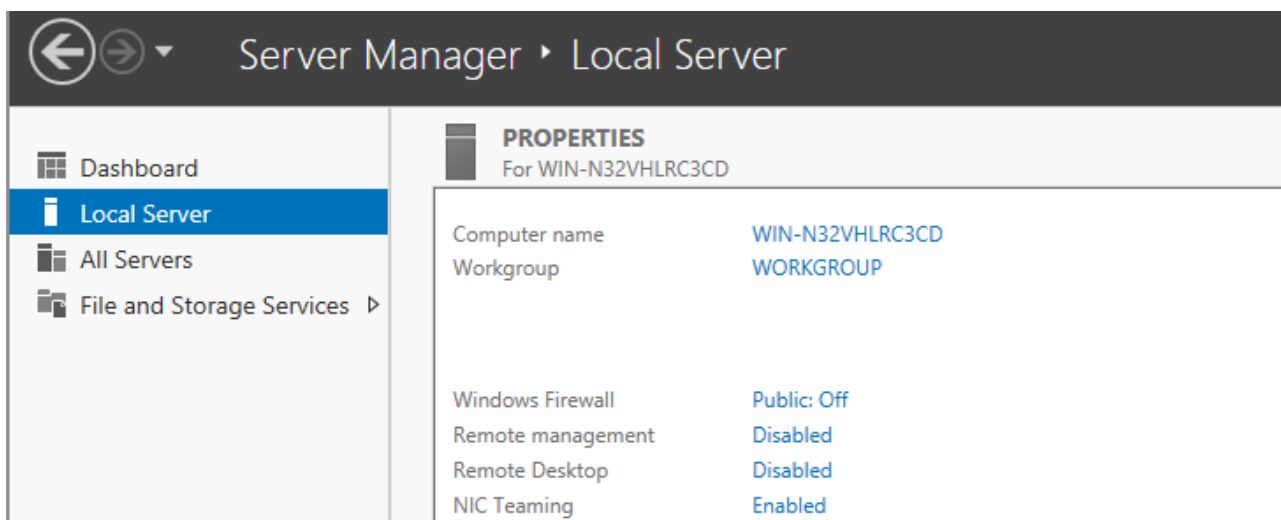 Server Manager ‣ Local Server
Dashboard
Local Server
All Servers
File and Storage Services
PROPERTIES
For WIN-N32VHLRC3CD
Computer name WIN-N32VHLRC3CD
Workgroup WORKGROUP
Windows Firewall Public: Off
Remote management Disabled
Remote Desktop Disabled
NIC Teaming Enabled